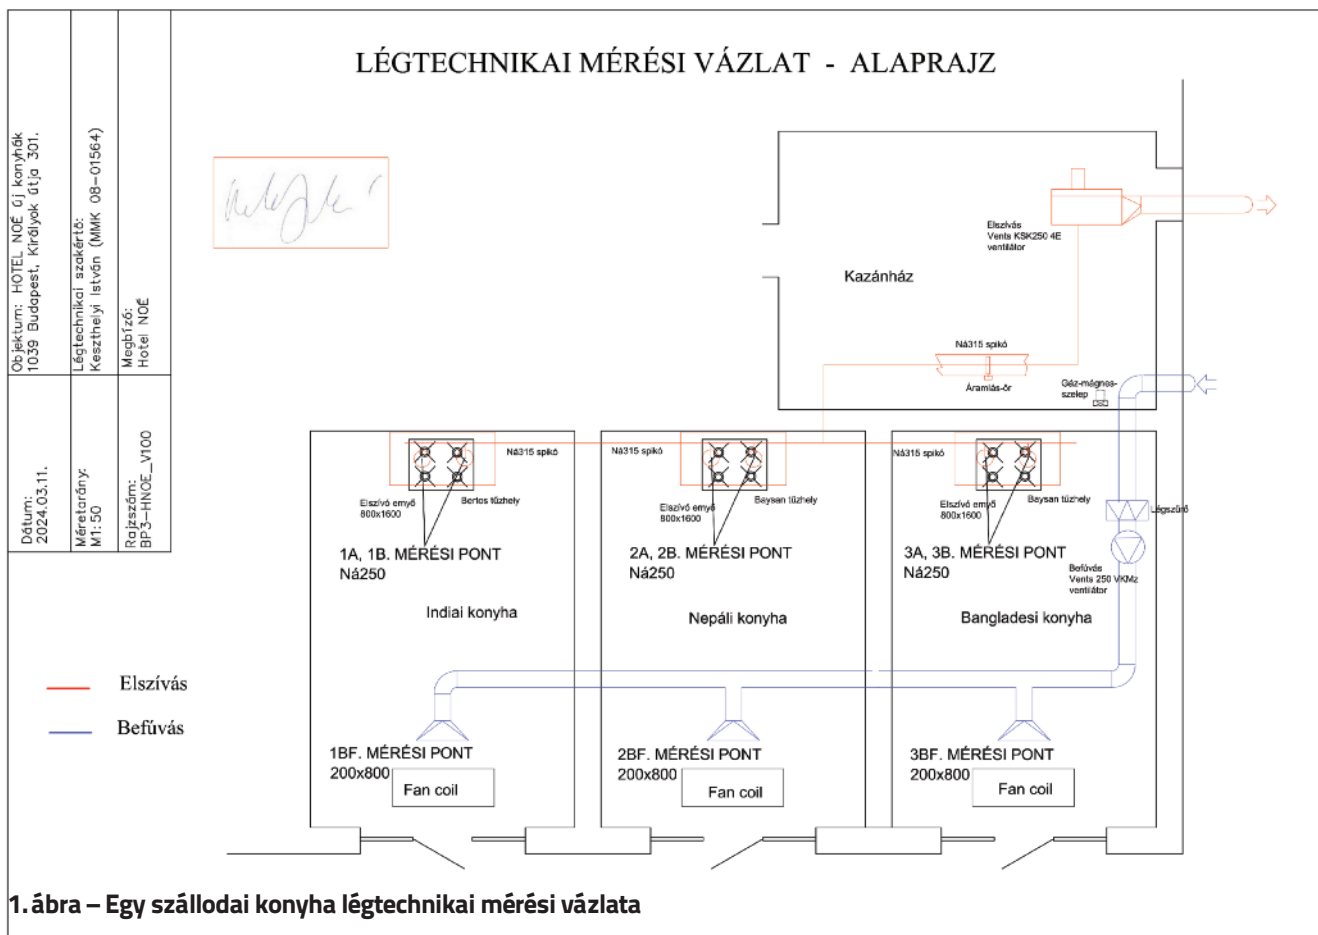 LÉGTECHNIKAI MÉRÉSI VÁZLAT - ALAPRAJZ
Objektum: HOTEL NOÉ új konyhák
1039 Budapest, Királyok útja 301.
Légtechnikai szakértő:
Keszthelyi István (MMK 08-01564)
Megbízó:
Hotel NOÉ
Dátum:
2024.03.11.
Méretarány:
M1:50
Rajzszám:
BP3-HNOE_V100
Elszívás
Vents KSK250 4E
ventilátor
Kazánház
Ná315 spikó
Áramlás-őr
Gáz-mágnes-
szelep
Ná315 spikó
Elszívó ernyő
800x1600
Bertos tűzhely
1A, 1B. MÉRÉSI PONT
Ná250
Indiai konyha
Ná315 spikó
Elszívó ernyő
800x1600
Baysan tűzhely
2A, 2B. MÉRÉSI PONT
Ná250
Nepáli konyha
Ná315 spikó
Elszívó ernyő
800x1600
Baysan tűzhely
3A, 3B. MÉRÉSI PONT
Ná250
Bangladesi konyha
Légszűrő
Befúvás
Vents 250 VKMz
ventilátor
Elszívás
Befúvás
1BF. MÉRÉSI PONT
200x800
Fan coil
2BF. MÉRÉSI PONT
200x800
Fan coil
3BF. MÉRÉSI PONT
200x800
Fan coil
1. ábra – Egy szállodai konyha légtechnikai mérési vázlata